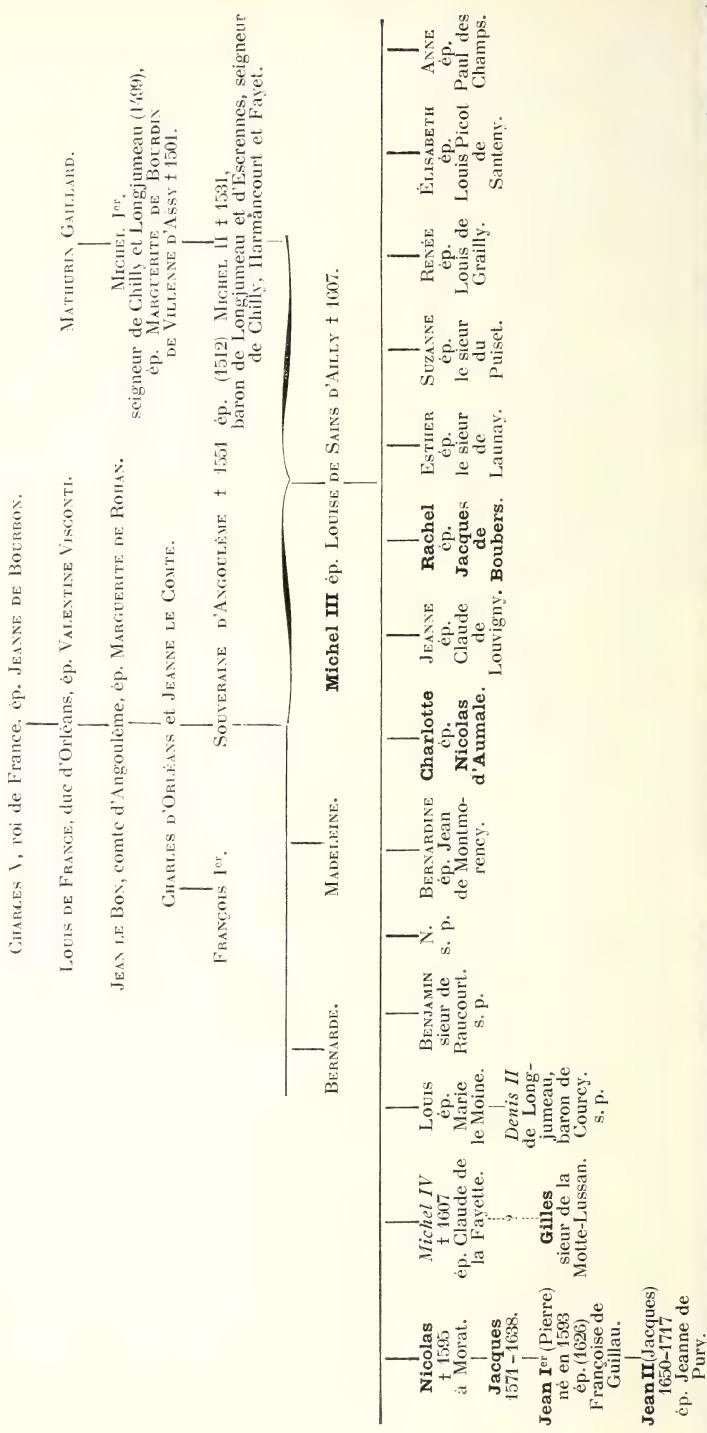 CHARLES V, roi de France, ép. JEANNE DE BOURBON.
LOUIS DE FRANCE, duc d'Orléans, ép. VALENTINE VISCONTI.
MATHURIN GAILLARD.
JEAN LE BON, comte d'Angoulême, ép. MARGUERITE DE ROHAN.
MICHEL Ier,
seigneur de Chilly et Longjumeau (1499),
ép. MARGUERITE DE BOURDIN
DE VILLENNE D'ASSY † 1501.
CHARLES D'ORLÉANS et JEANNE LE COMTE.
FRANÇOIS Ier.
SOUVERAINE D'ANGOULÊME † 1551 ép. (1512) MICHEL II † 1531,
baron de Longjumeau et d'Escrennes, seigneur
de Chilly, Harmâncourt et Fayet.
BERNARDE.
MADELEINE.
Michel III ép. LOUISE DE SAINS D'AILLY † 1607.
Nicolas
† 1595
à Morat.
Jacques
1571-1638.
Jean Ier (Pierre)
né en 1593
ép. (1626)
Françoise de
Guillau.
Jean II (Jacques)
1650-1717
ép. Jeanne de
Pury.
Michel IV
† 1607
ép. Claude de
la Fayette.
?
Gilles
sieur de la
Motte-Lussan.
LOUIS
ép.
Marie
le Moine.
Denis II
de Long-
jumeau,
baron de
Courcy.
s. p.
BENJAMIN
sieur de
Raucourt.
s. p.
N.
s. p.
BERNARDINE
ép. Jean
de Montmo-
rency.
Charlotte
ép.
Nicolas
d'Aumale.
JEANNE
ép.
Claude
de
Louvigny.
Rachel
ép.
Jacques
de
Boubers.
ESTHER
ép.
le sieur
de
Launay.
SUZANNE
ép.
le sieur
du
Puiset.
RENÉE
ép.
Louis de
Grailly.
ÉLISABETH
ép.
Louis Picot
de
Santeny.
ANNE
ép.
Paul des
Champs.